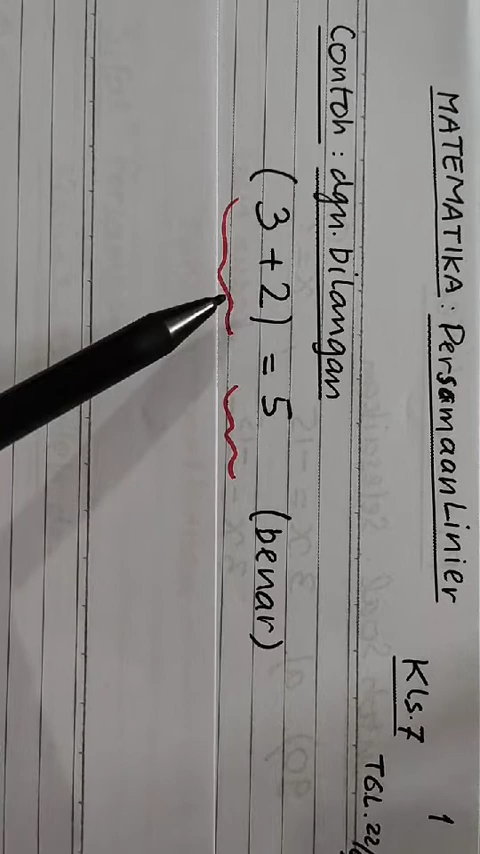 1
MATEMATIKA : Persamaan Linier
Kls. 7
TGL. 22/
Contoh : dgn. bilangan
(3 + 2) = 5 (benar)